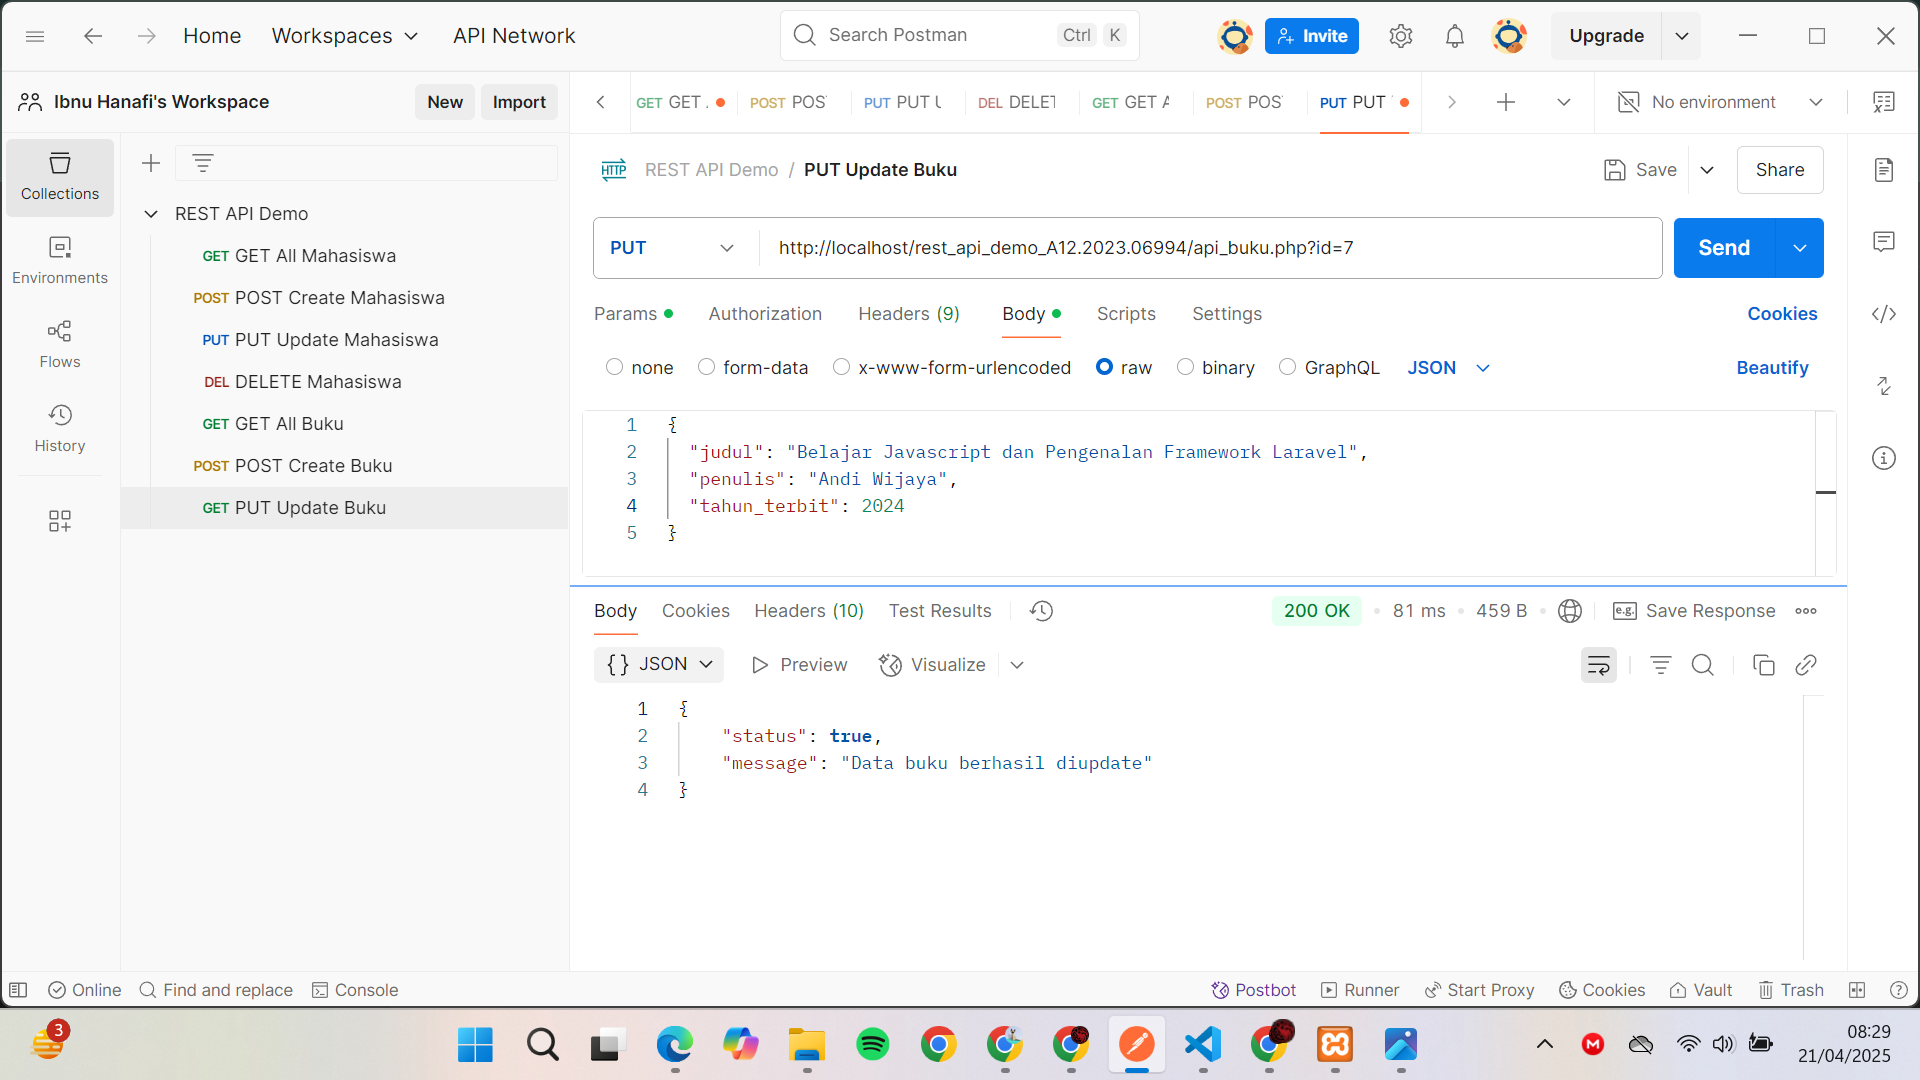 Home
Workspaces
API Network
Search Postman
Ctrl
K
Invite
Upgrade
Ibnu Hanafi's Workspace
New
Import
GET GET
POST POS
PUT PUT
DEL DELET
GET GET A
POST POS
PUT PUT
No environment
Collections
Environments
Flows
History
REST API Demo
GET GET All Mahasiswa
POST POST Create Mahasiswa
PUT PUT Update Mahasiswa
DEL DELETE Mahasiswa
GET GET All Buku
POST POST Create Buku
GET PUT Update Buku
HTTP REST API Demo / PUT Update Buku
Save
Share
PUT
http://localhost/rest_api_demo_A12.2023.06994/api_buku.php?id=7
Send
Params
Authorization
Headers (9)
Body
Scripts
Settings
Cookies
none
form-data
x-www-form-urlencoded
raw
binary
GraphQL
JSON
Beautify
1 {
2 "judul": "Belajar Javascript dan Pengenalan Framework Laravel",
3 "penulis": "Andi Wijaya",
4 "tahun_terbit": 2024
5 }
Body
Cookies
Headers (10)
Test Results
200 OK
81 ms
459 B
e.g. Save Response
{} JSON
Preview
Visualize
1 {
2 "status": true,
3 "message": "Data buku berhasil diupdate"
4 }
Online
Find and replace
Console
Postbot
Runner
Start Proxy
Cookies
Vault
Trash
3
M
08:29
21/04/2025